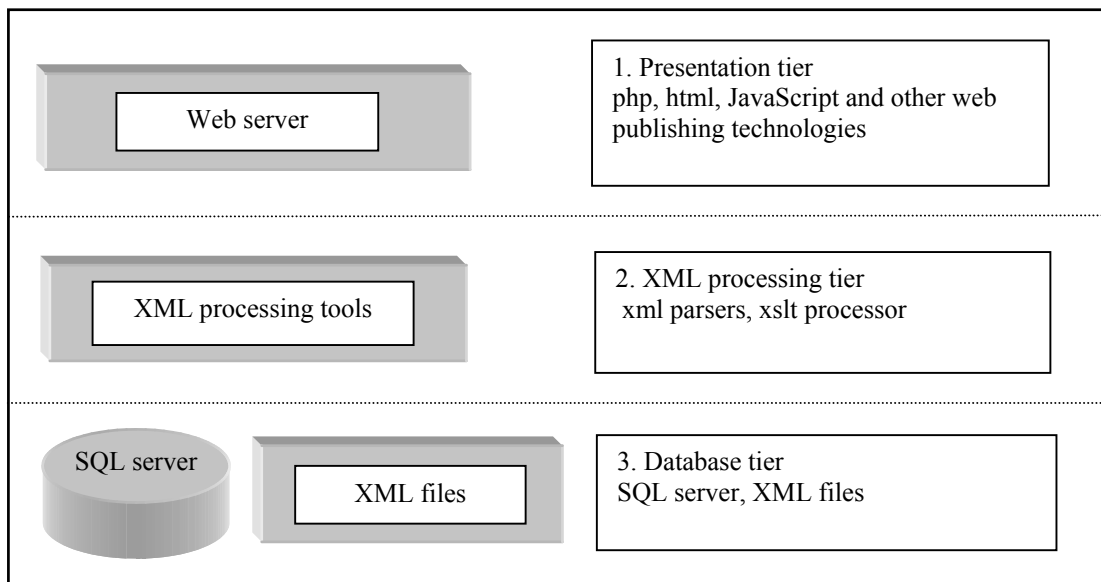 Web server
1. Presentation tier
php, html, JavaScript and other web
publishing technologies
XML processing tools
2. XML processing tier
xml parsers, xslt processor
SQL server
XML files
3. Database tier
SQL server, XML files